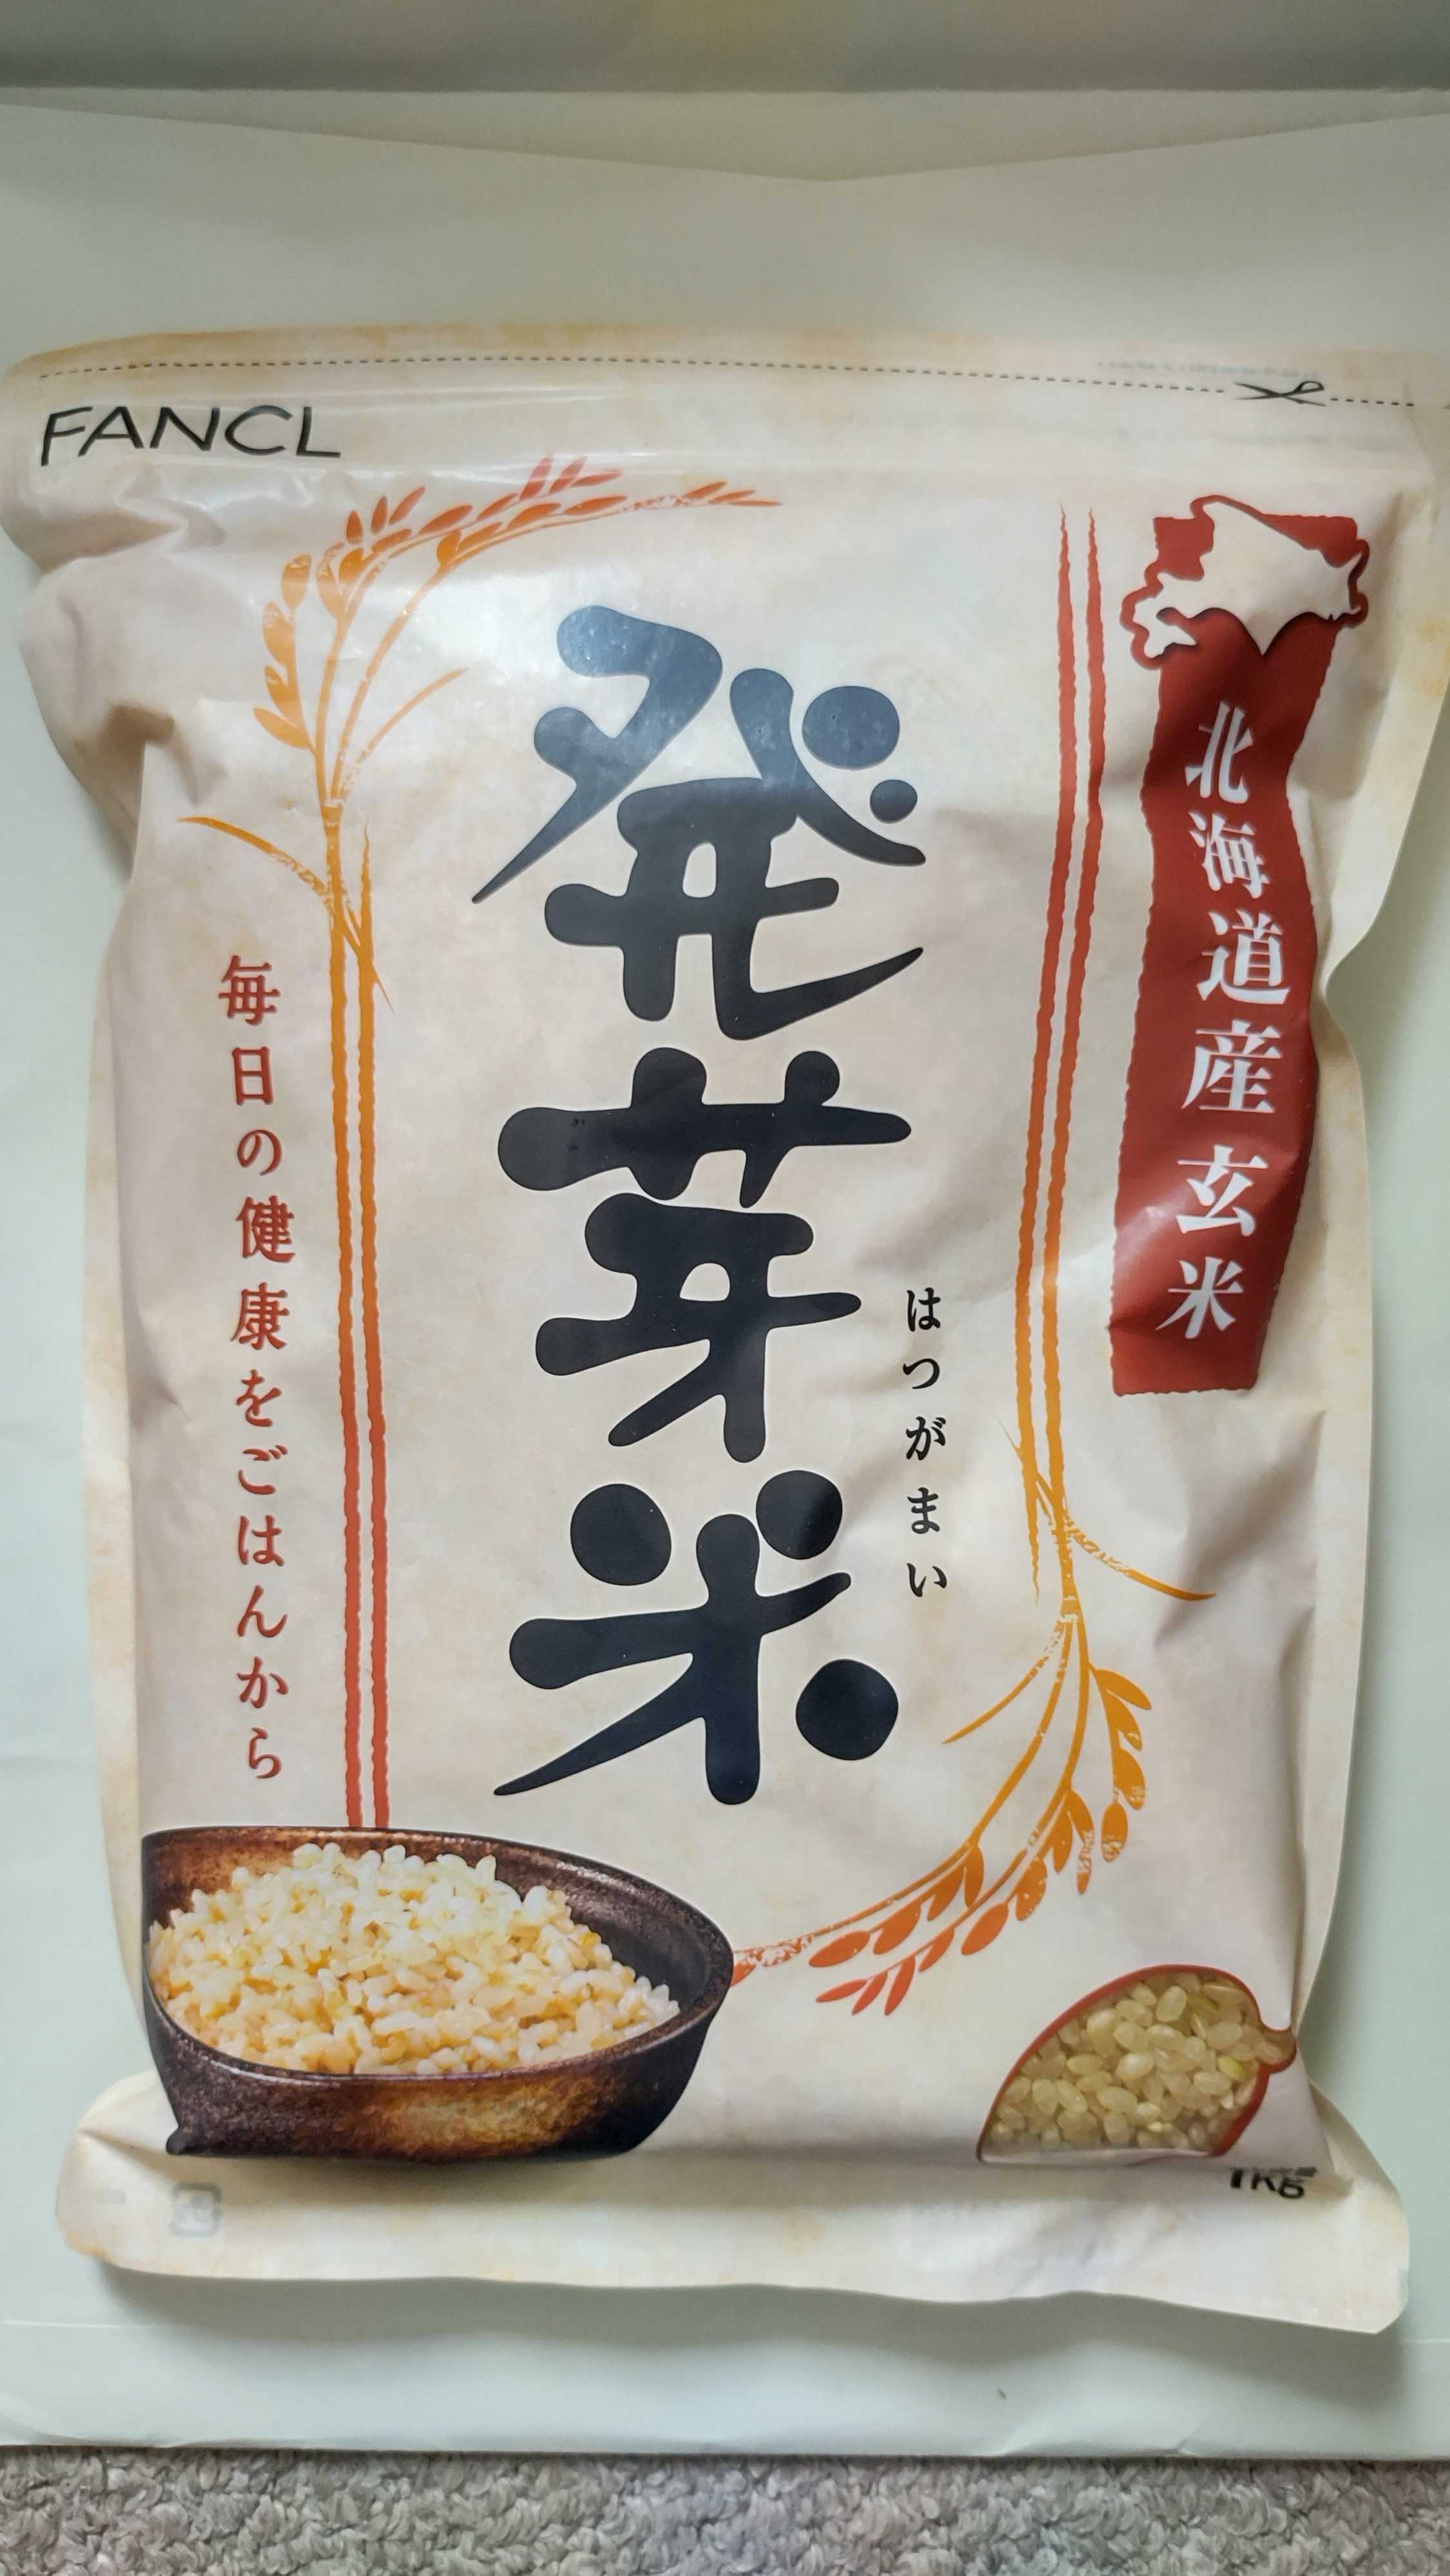 FANCL
北海道産玄米
発芽米
はつがまい
毎日の健康をごはんから
1kg